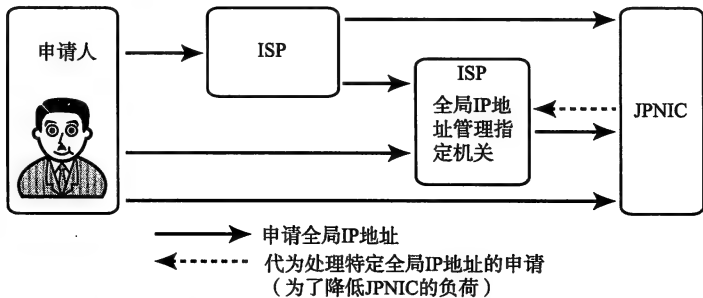 申请人
ISP
ISP
全局IP地
址管理指
定机关
JPNIC
申请全局IP地址
代为处理特定全局IP地址的申请
（为了降低JPNIC的负荷）